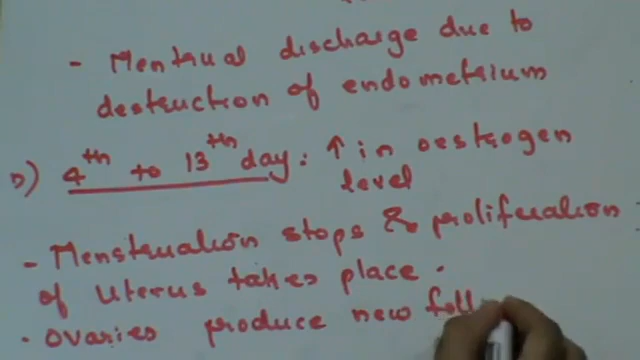 - Mentrual discharge due to
destruction of endometrium
D) 4th to 13th day: ↑ in oestrogen
level
- Menstruation stops & proliferation
of uterus takes place.
- Ovaries produce new foll